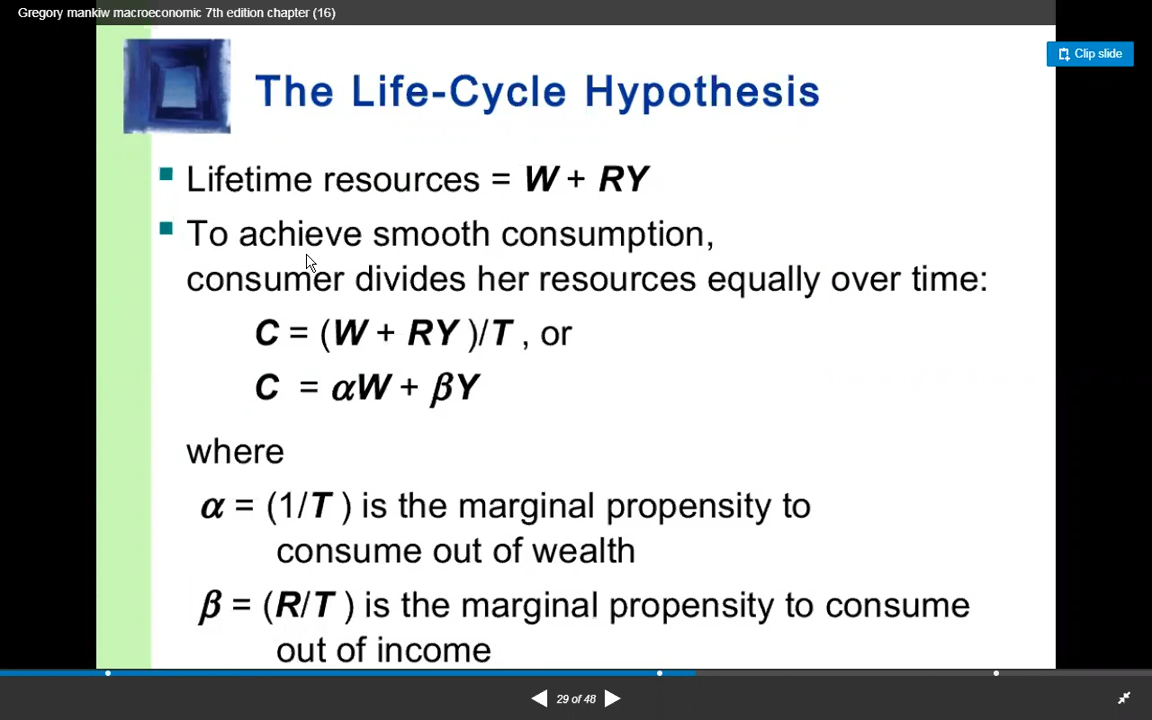 Gregory mankiw macroeconomic 7th edition chapter (16)
Clip slide
The Life-Cycle Hypothesis
Lifetime resources = W + RY
To achieve smooth consumption,
consumer divides her resources equally over time:
C = (W + RY )/T , or
C = αW + βY
where
α = (1/T ) is the marginal propensity to
consume out of wealth
β = (R/T ) is the marginal propensity to consume
out of income
29 of 48